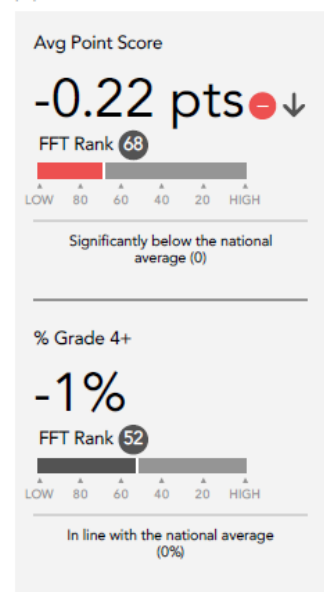 Avg Point Score
-0.22 pts
FFT Rank 68
LOW 80 60 40 20 HIGH
Significantly below the national
average (0)
% Grade 4+
-1%
FFT Rank 52
LOW 80 60 40 20 HIGH
In line with the national average
(0%)